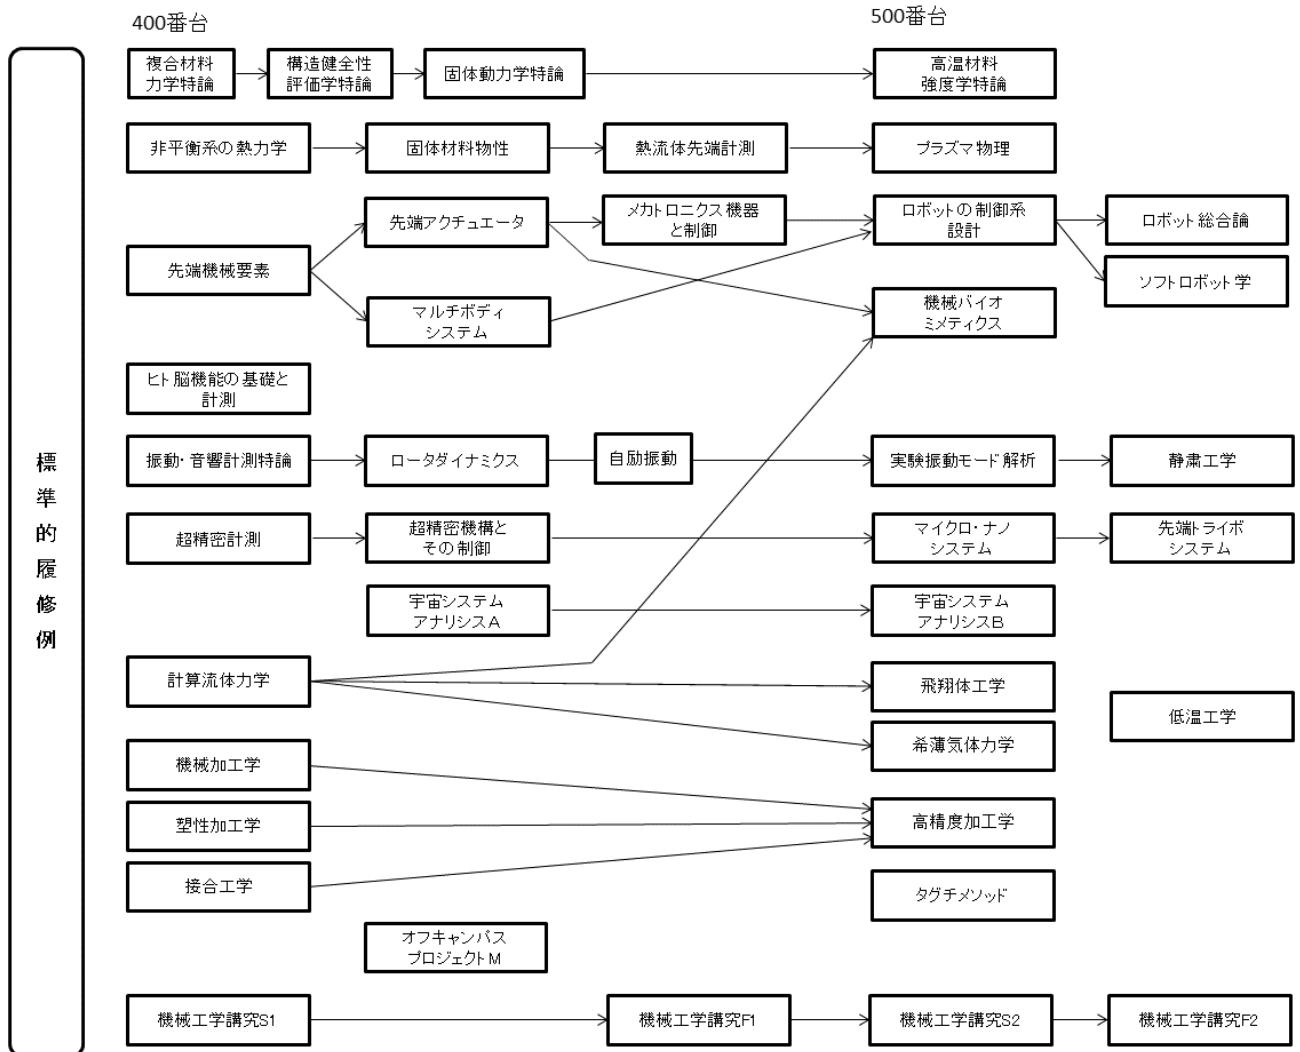 400番台
500番台
標準的履修例
複合材料
力学特論
構造健全性
評価学特論
固体動力学特論
高温材料
強度学特論
非平衡系の熱力学
固体材料物性
熱流体先端計測
プラズマ物理
先端アクチュエータ
メカトロニクス機器
と制御
ロボットの制御系
設計
ロボット総合論
先端機械要素
ソフトロボット学
マルチボディ
システム
機械バイオ
ミメティクス
ヒト脳機能の基礎と
計測
振動・音響計測特論
ロータダイナミクス
自励振動
実験振動モード解析
静粛工学
超精密計測
超精密機構と
その制御
マイクロ・ナノ
システム
先端トライボ
システム
宇宙システム
アナリシスA
宇宙システム
アナリシスB
計算流体力学
飛翔体工学
低温工学
希薄気体力学
機械加工学
塑性加工学
高精度加工学
接合工学
タグチメソッド
オフキャンパス
プロジェクトM
機械工学講究S1
機械工学講究F1
機械工学講究S2
機械工学講究F2